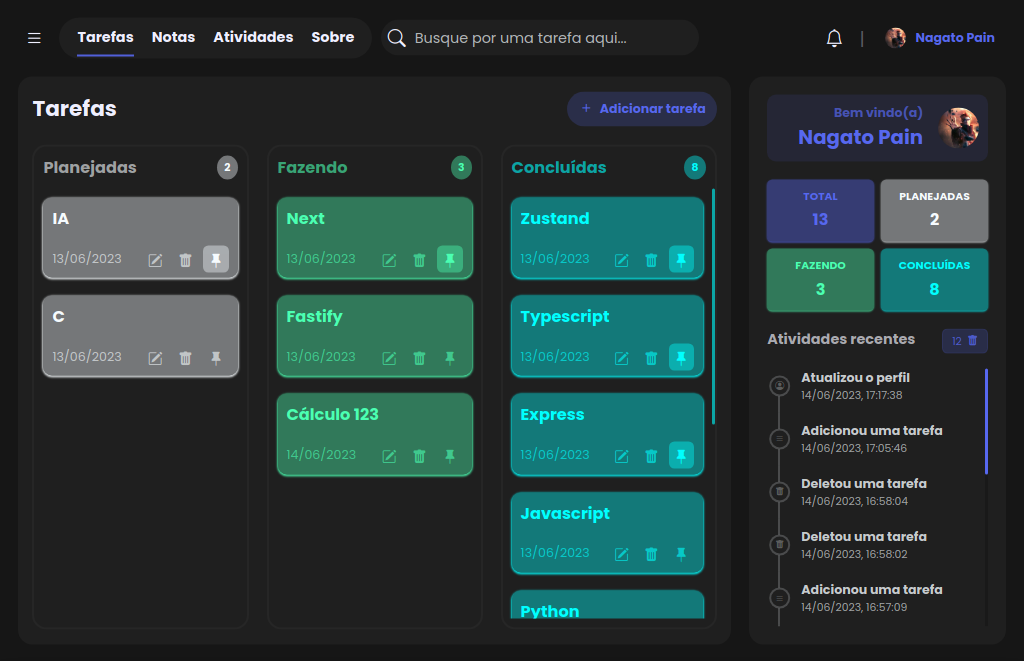 Tarefas Notas Atividades Sobre
Busque por uma tarefa aqui...
| Nagato Pain
Tarefas
+ Adicionar tarefa
Planejadas 2
IA
13/06/2023
C
13/06/2023
Fazendo 3
Next
13/06/2023
Fastify
13/06/2023
Cálculo 123
14/06/2023
Concluídas 8
Zustand
13/06/2023
Typescript
13/06/2023
Express
13/06/2023
Javascript
13/06/2023
Python
Bem vindo(a)
Nagato Pain
TOTAL
13
PLANEJADAS
2
FAZENDO
3
CONCLUÍDAS
8
Atividades recentes 12
Atualizou o perfil
14/06/2023, 17:17:38
Adicionou uma tarefa
14/06/2023, 17:05:46
Deletou uma tarefa
14/06/2023, 16:58:04
Deletou uma tarefa
14/06/2023, 16:58:02
Adicionou uma tarefa
14/06/2023, 16:57:09